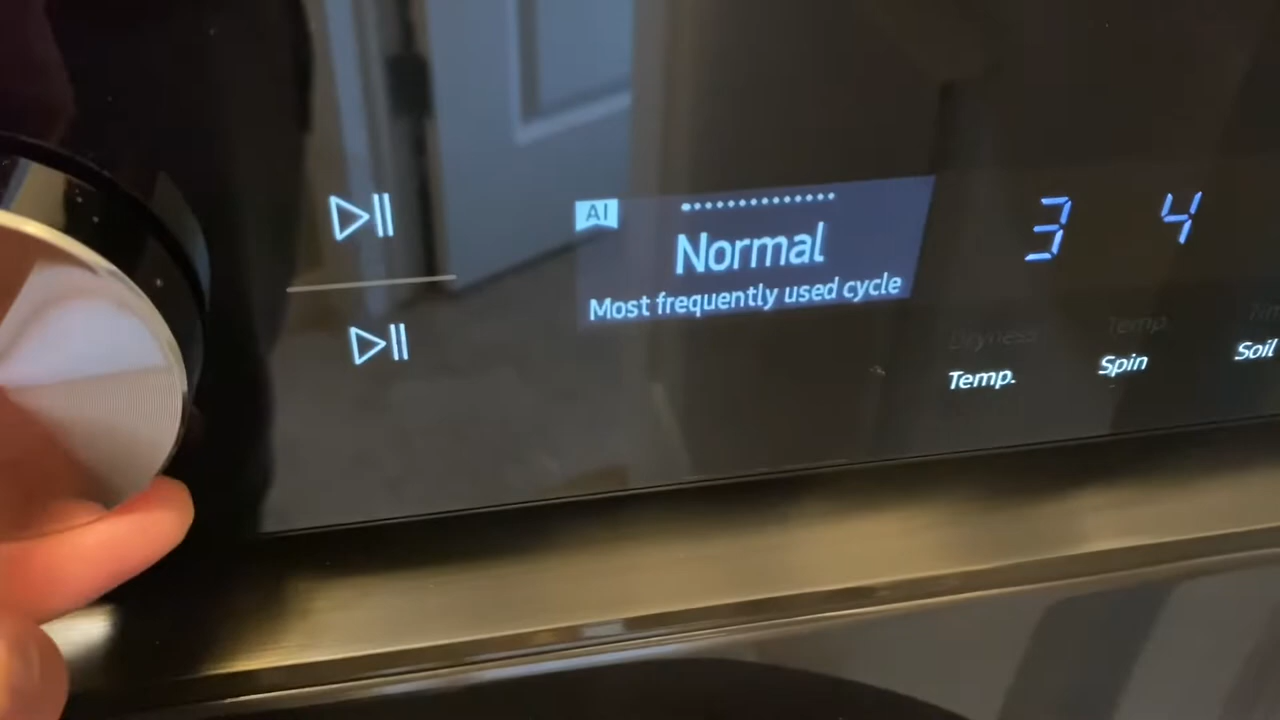 AI
Normal
Most frequently used cycle
3 4
Dryness Temp.
Temp. Spin Soil